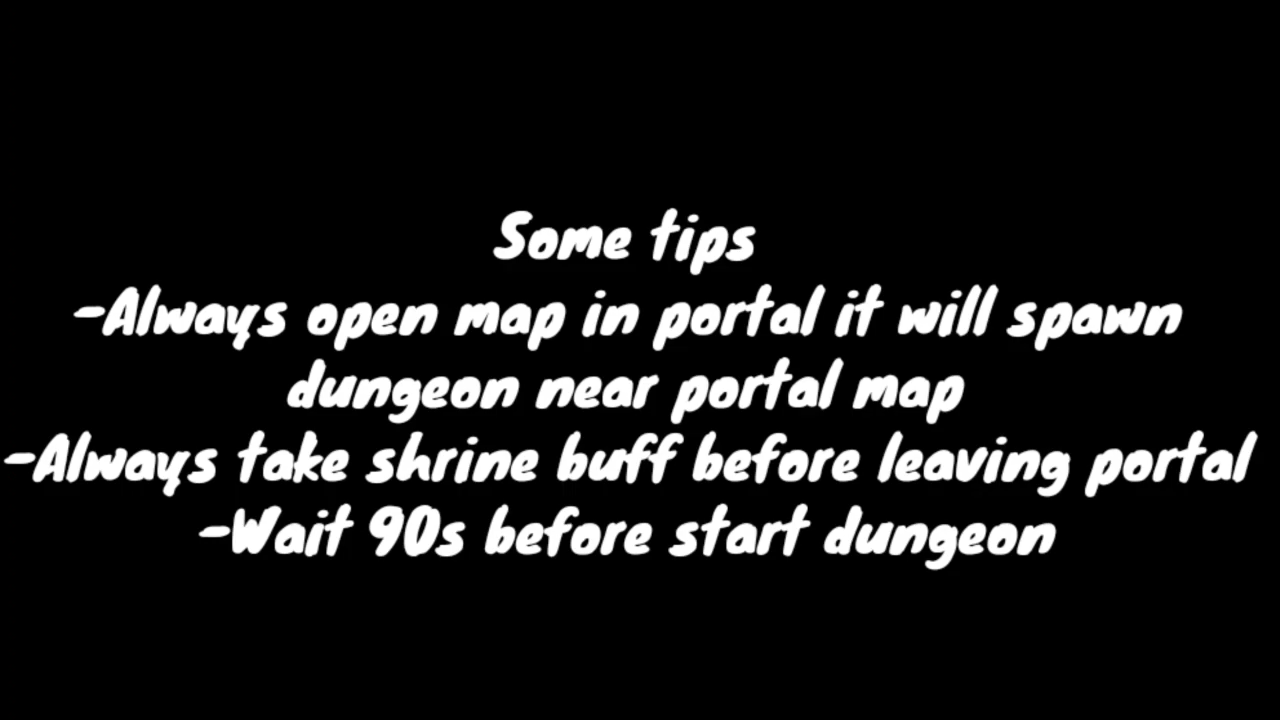 Some tips
-Always open map in portal it will spawn
dungeon near portal map
-Always take shrine buff before leaving portal
-Wait 90s before start dungeon